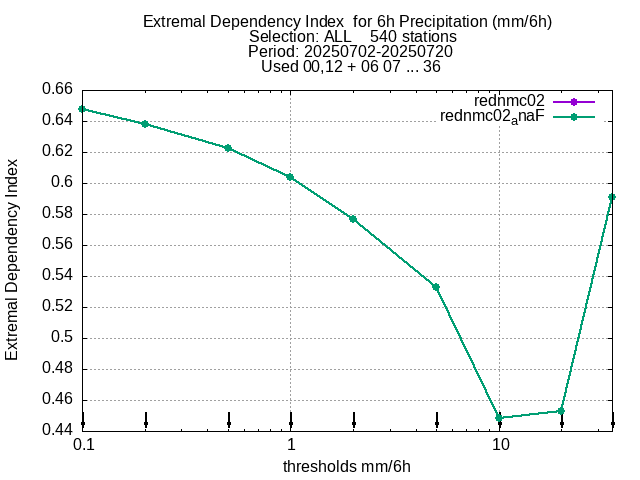 Extremal Dependency Index  for 6h Precipitation (mm/6h)
Selection: ALL    540 stations
Period: 20250702-20250720
Used 00,12 + 06 07 ... 36
rednmc02
rednmc02anaF
Extremal Dependency Index
0.66
0.64
0.62
0.6
0.58
0.56
0.54
0.52
0.5
0.48
0.46
0.44
0.1 1 10
thresholds mm/6h